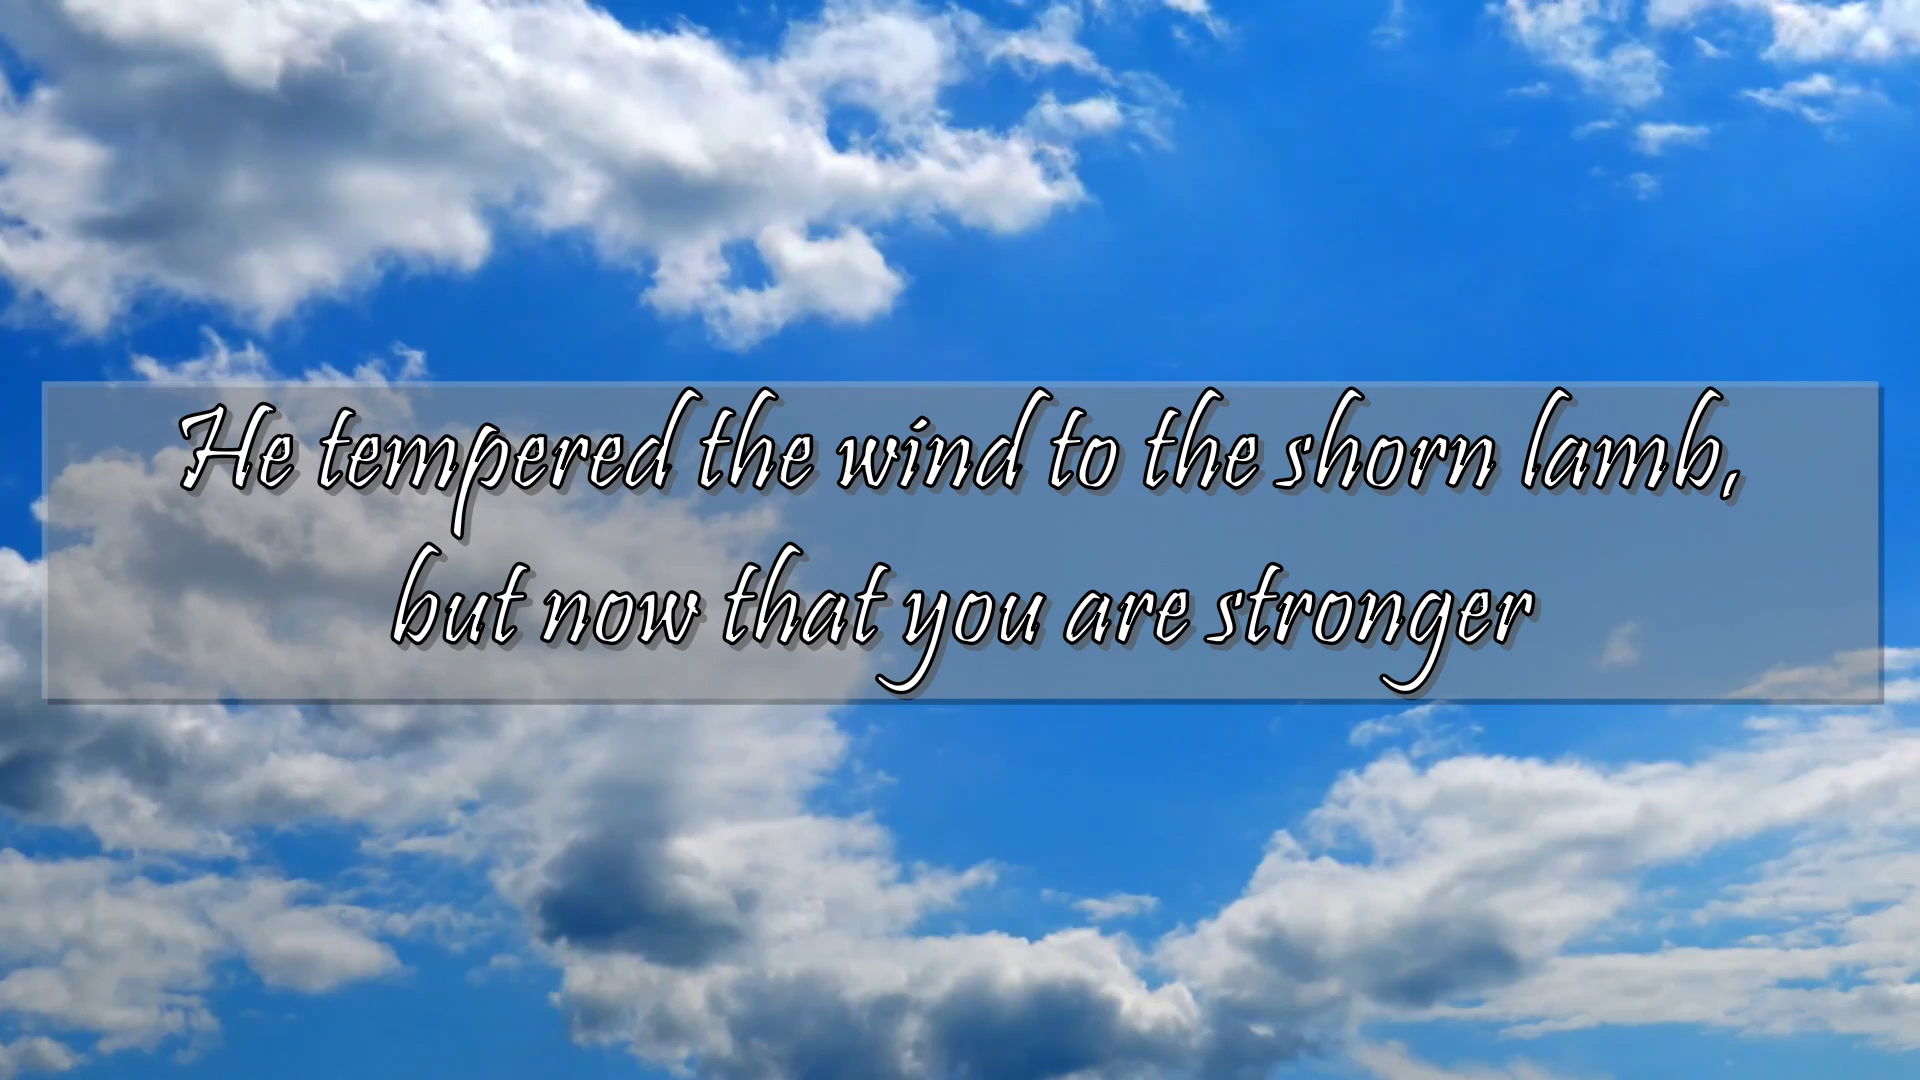 He tempered the wind to the shorn lamb,
but now that you are stronger